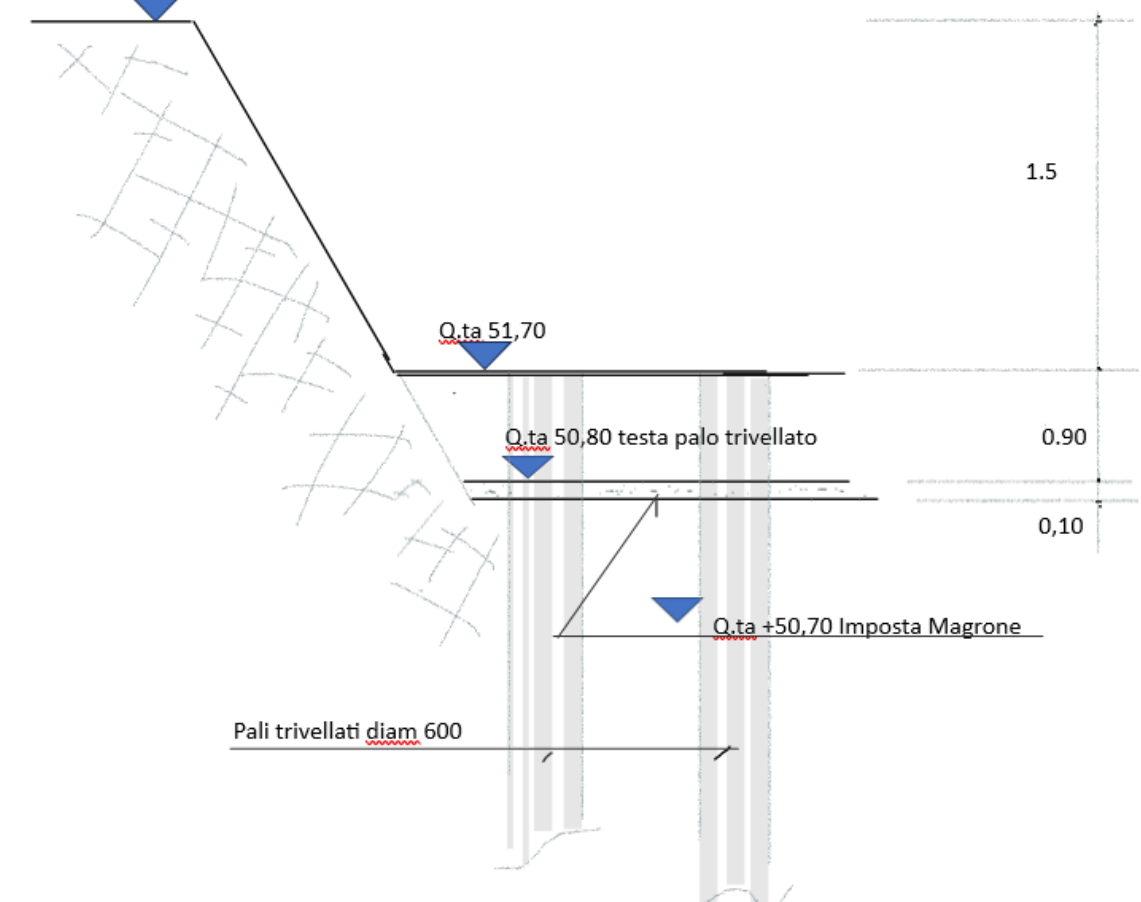 1.5
Q.ta 51,70
Q.ta 50,80 testa palo trivellato
0.90
0,10
Q.ta +50,70 Imposta Magrone
Pali trivellati diam 600